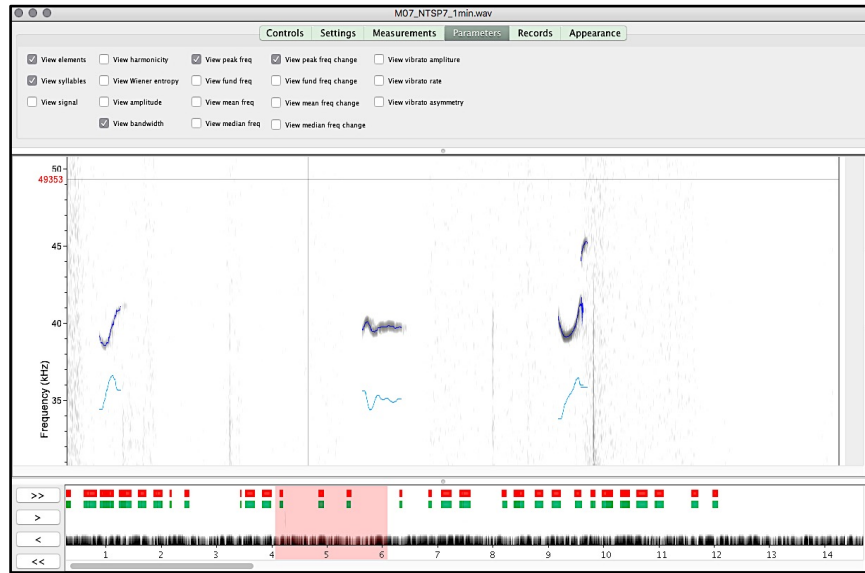 M07_NTSP7_1min.wav
Controls Settings Measurements Parameters Records Appearance
View elements View harmonicity View peak freq View peak freq change View vibrato ampliture
View syllables View Wiener entropy View fund freq View fund freq change View vibrato rate
View signal View amplitude View mean freq View mean freq change View vibrato asymmetry
View bandwidth View median freq View median freq change
50
49353
45
40
35
Frequency (kHz)
>>
>
<
<<
1 2 3 4 5 6 7 8 9 10 11 12 13 14